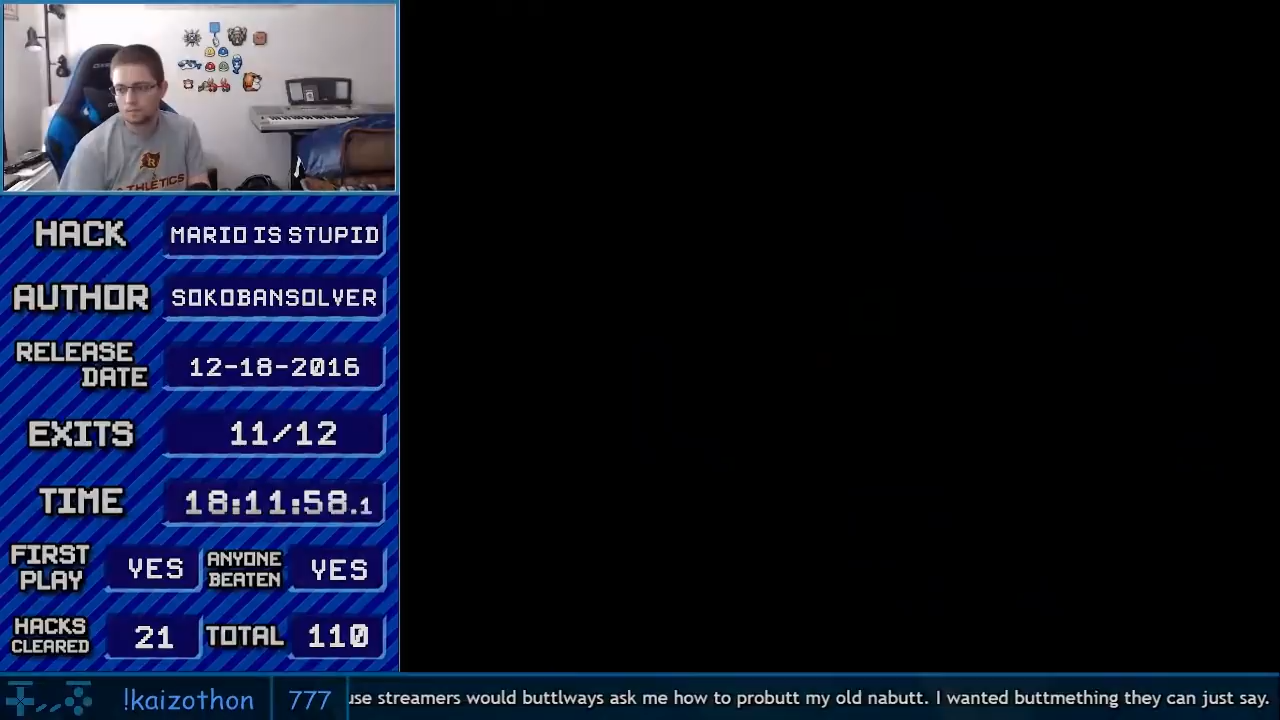 THLETICS
HACK MARIO IS STUPID
AUTHOR SOKOBANSOLVER
RELEASE DATE 12-18-2016
EXITS 11/12
TIME 18:11:58.1
FIRST PLAY YES ANYONE BEATEN YES
HACKS CLEARED 21 TOTAL 110
!kaizothon 777 use streamers would buttlways ask me how to probutt my old nabutt. I wanted buttmething they can just say.